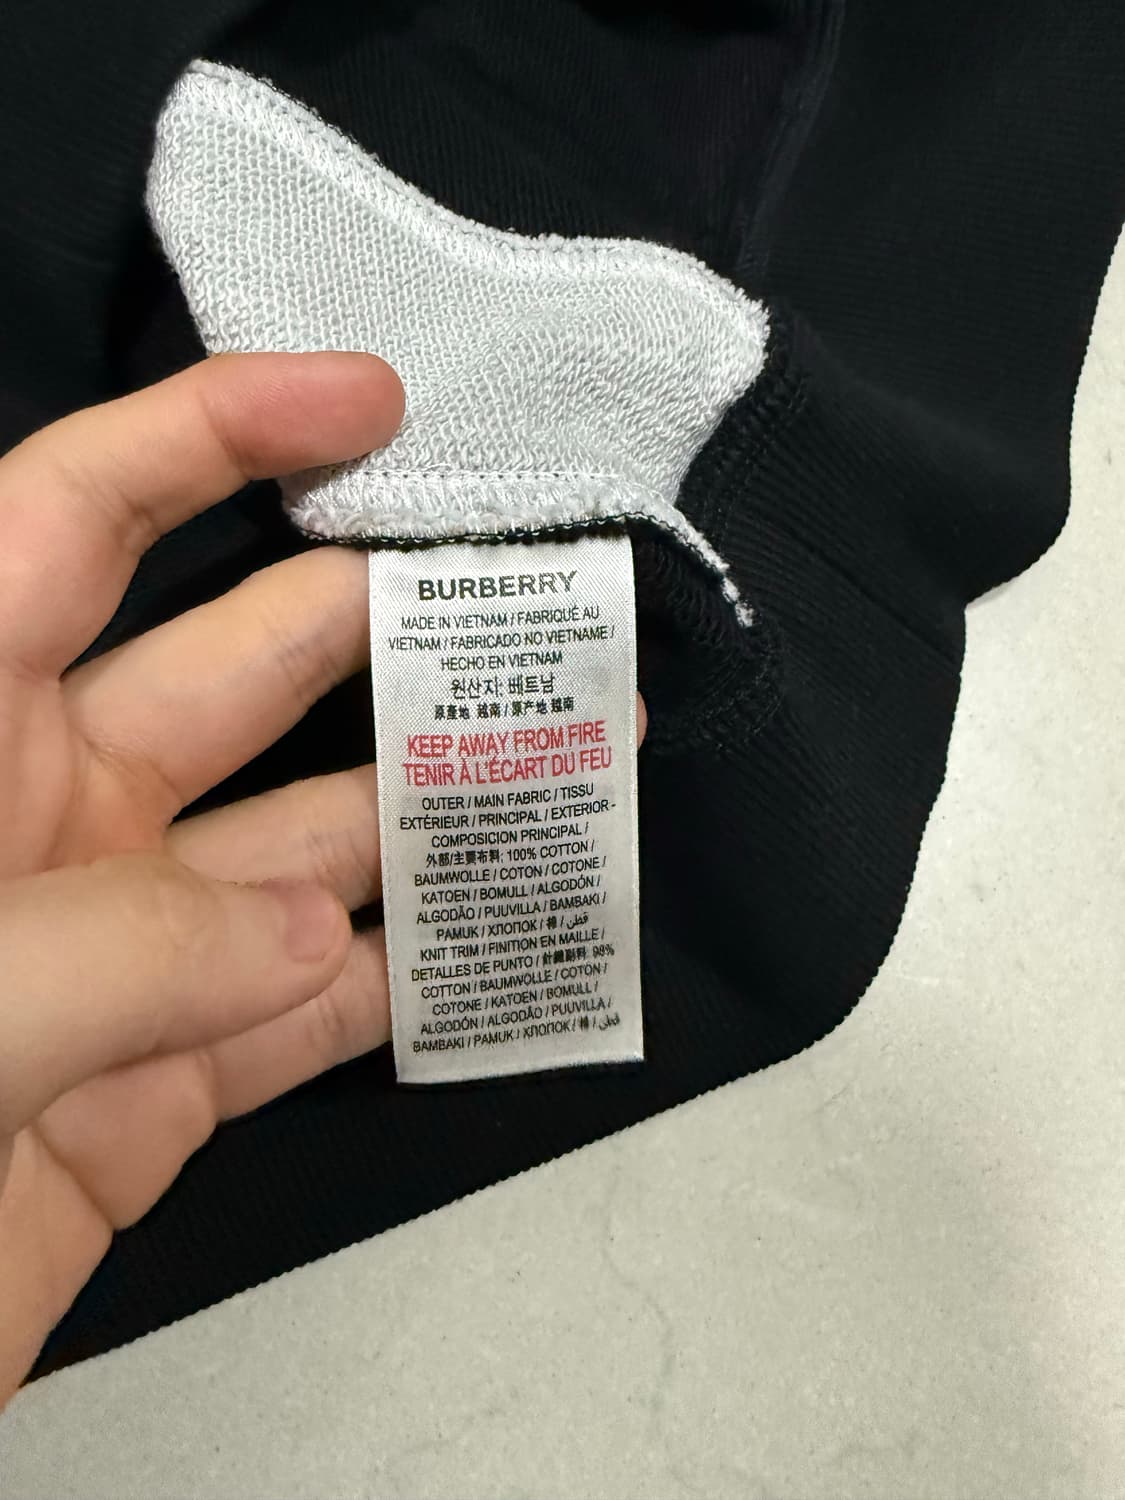 BURBERRY
MADE IN VIETNAM / FABRIQUÉ AU
VIETNAM / FABRICADO NO VIETNAME /
HECHO EN VIETNAM
원산지: 베트남
原產地 越南 / 原产地 越南
KEEP AWAY FROM FIRE
TENIR À L'ÉCART DU FEU
OUTER / MAIN FABRIC / TISSU
EXTÉRIEUR / PRINCIPAL / EXTERIOR -
COMPOSICION PRINCIPAL /
外部/主要布料: 100% COTTON /
BAUMWOLLE / COTON / COTONE /
KATOEN / BOMULL / ALGODÓN /
ALGODÃO / PUUVILLA / BAMBAKI /
PAMUK / ХЛОПОК / 棉 / قطن
KNIT TRIM / FINITION EN MAILLE /
DETALLES DE PUNTO / 針織副料: 98%
COTTON / BAUMWOLLE / COTON /
COTONE / KATOEN / BOMULL /
ALGODÓN / ALGODÃO / PUUVILLA /
BAMBAKI / PAMUK / ХЛОПОК / 棉 / قطن